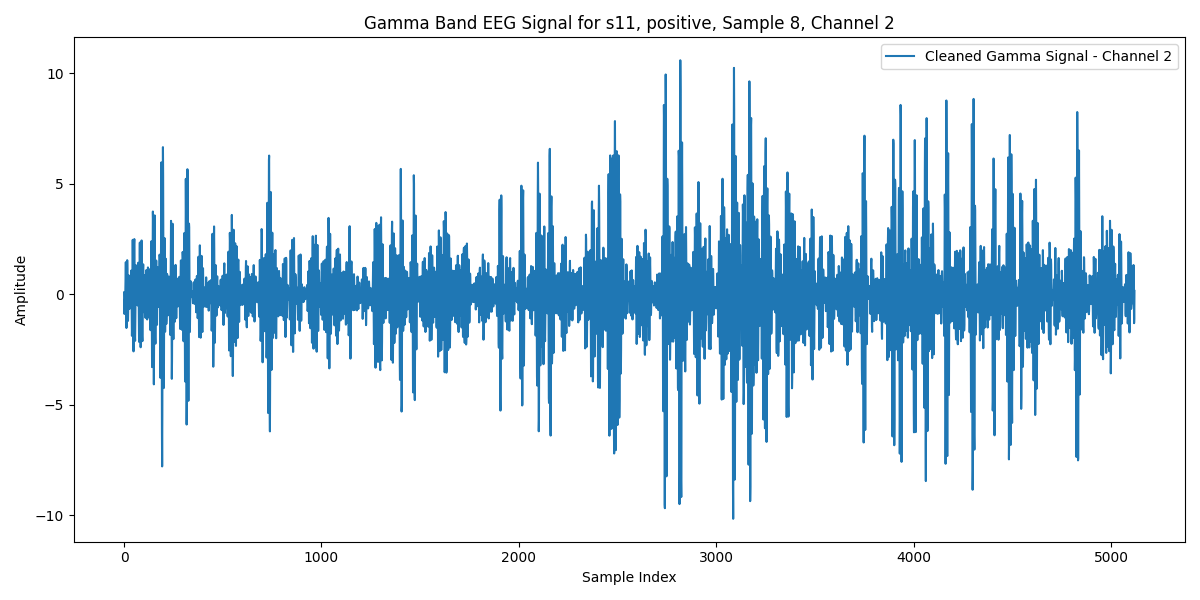 Gamma Band EEG Signal for s11, positive, Sample 8, Channel 2
Cleaned Gamma Signal - Channel 2
Amplitude
10
5
0
−5
−10
0 1000 2000 3000 4000 5000
Sample Index